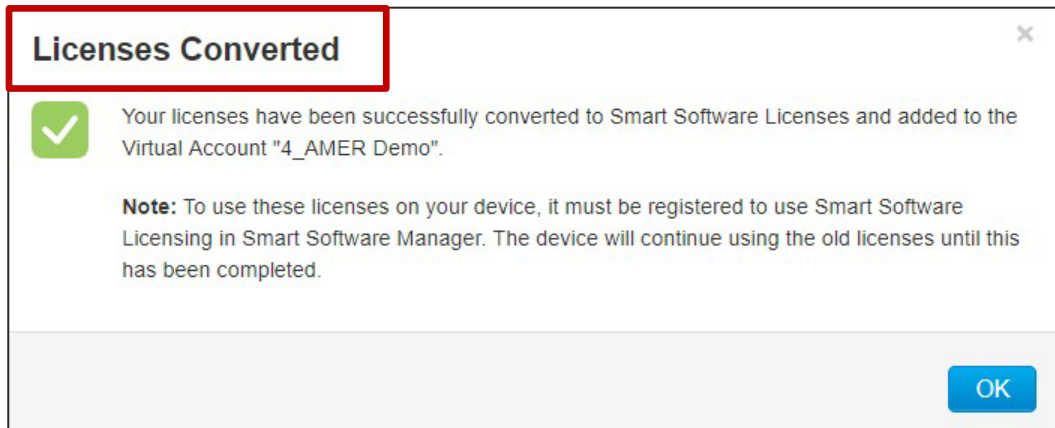 Licenses Converted
×
Your licenses have been successfully converted to Smart Software Licenses and added to the
Virtual Account "4_AMER Demo".
Note: To use these licenses on your device, it must be registered to use Smart Software
Licensing in Smart Software Manager. The device will continue using the old licenses until this
has been completed.
OK